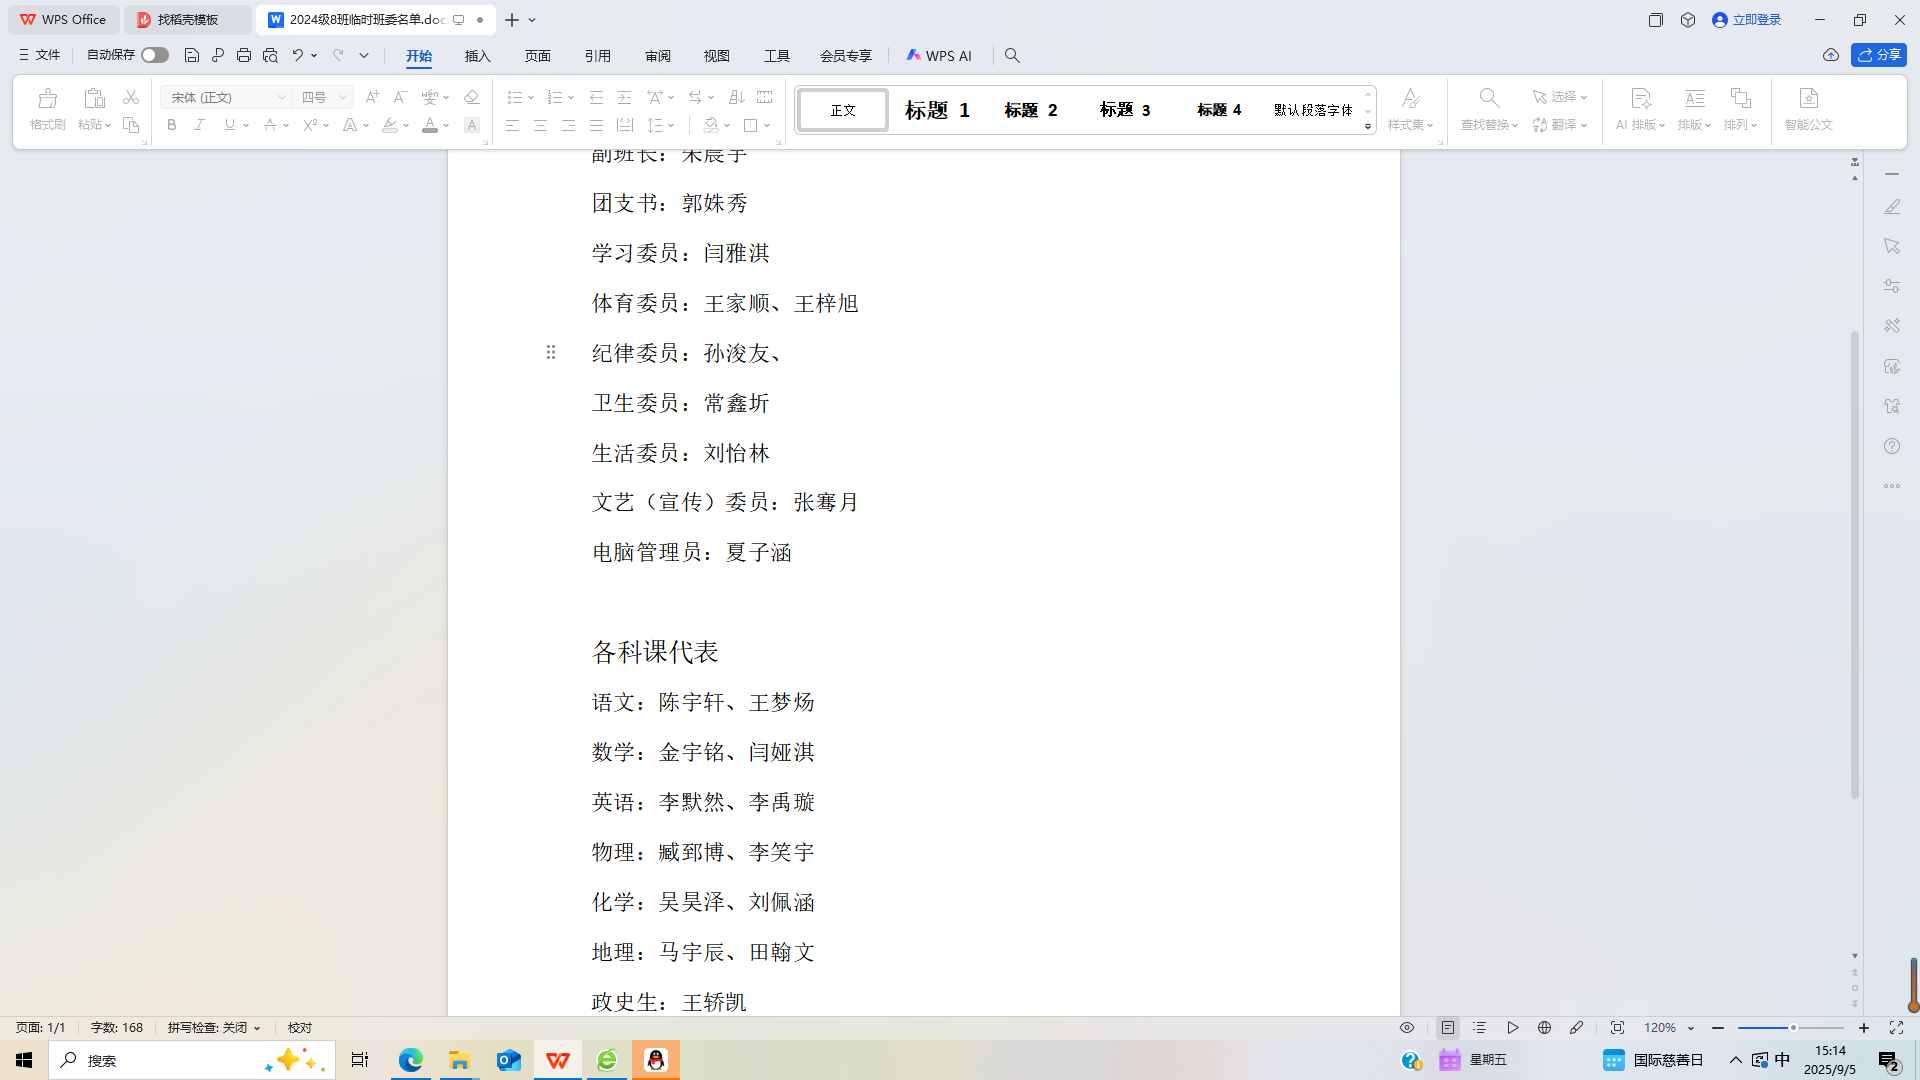 WPS Office 找稻壳模板 2024级8班临时班委名单.doc 立即登录
文件 自动保存 开始 插入 页面 引用 审阅 视图 工具 会员专享 WPS AI 分享
格式刷 粘贴 宋体 (正文) 四号 正文 标题 1 标题 2 标题 3 标题 4 默认段落字体 样式集 查找替换 选择 翻译 AI 排版 排版 排列 智能公文
副班长：宋晨宇
团支书：郭姝秀
学习委员：闫雅淇
体育委员：王家顺、王梓旭
纪律委员：孙浚友、
卫生委员：常鑫圻
生活委员：刘怡林
文艺（宣传）委员：张骞月
电脑管理员：夏子涵
各科课代表
语文：陈宇轩、王梦炀
数学：金宇铭、闫娅淇
英语：李默然、李禹璇
物理：臧郅博、李笑宇
化学：吴昊泽、刘佩涵
地理：马宇辰、田翰文
政史生：王轿凯
页面: 1/1 字数: 168 拼写检查: 关闭 校对 120%
搜索 星期五 国际慈善日 中 15:14
2025/9/5 2